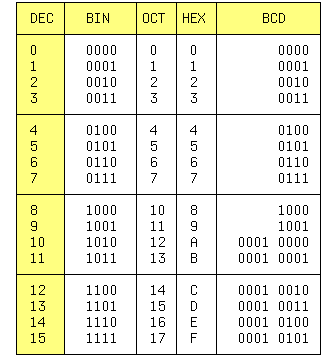 DEC BIN OCT HEX BCD
0 0000 0 0 0000
1 0001 1 1 0001
2 0010 2 2 0010
3 0011 3 3 0011
4 0100 4 4 0100
5 0101 5 5 0101
6 0110 6 6 0110
7 0111 7 7 0111
8 1000 10 8 1000
9 1001 11 9 1001
10 1010 12 A 0001 0000
11 1011 13 B 0001 0001
12 1100 14 C 0001 0010
13 1101 15 D 0001 0011
14 1110 16 E 0001 0100
15 1111 17 F 0001 0101